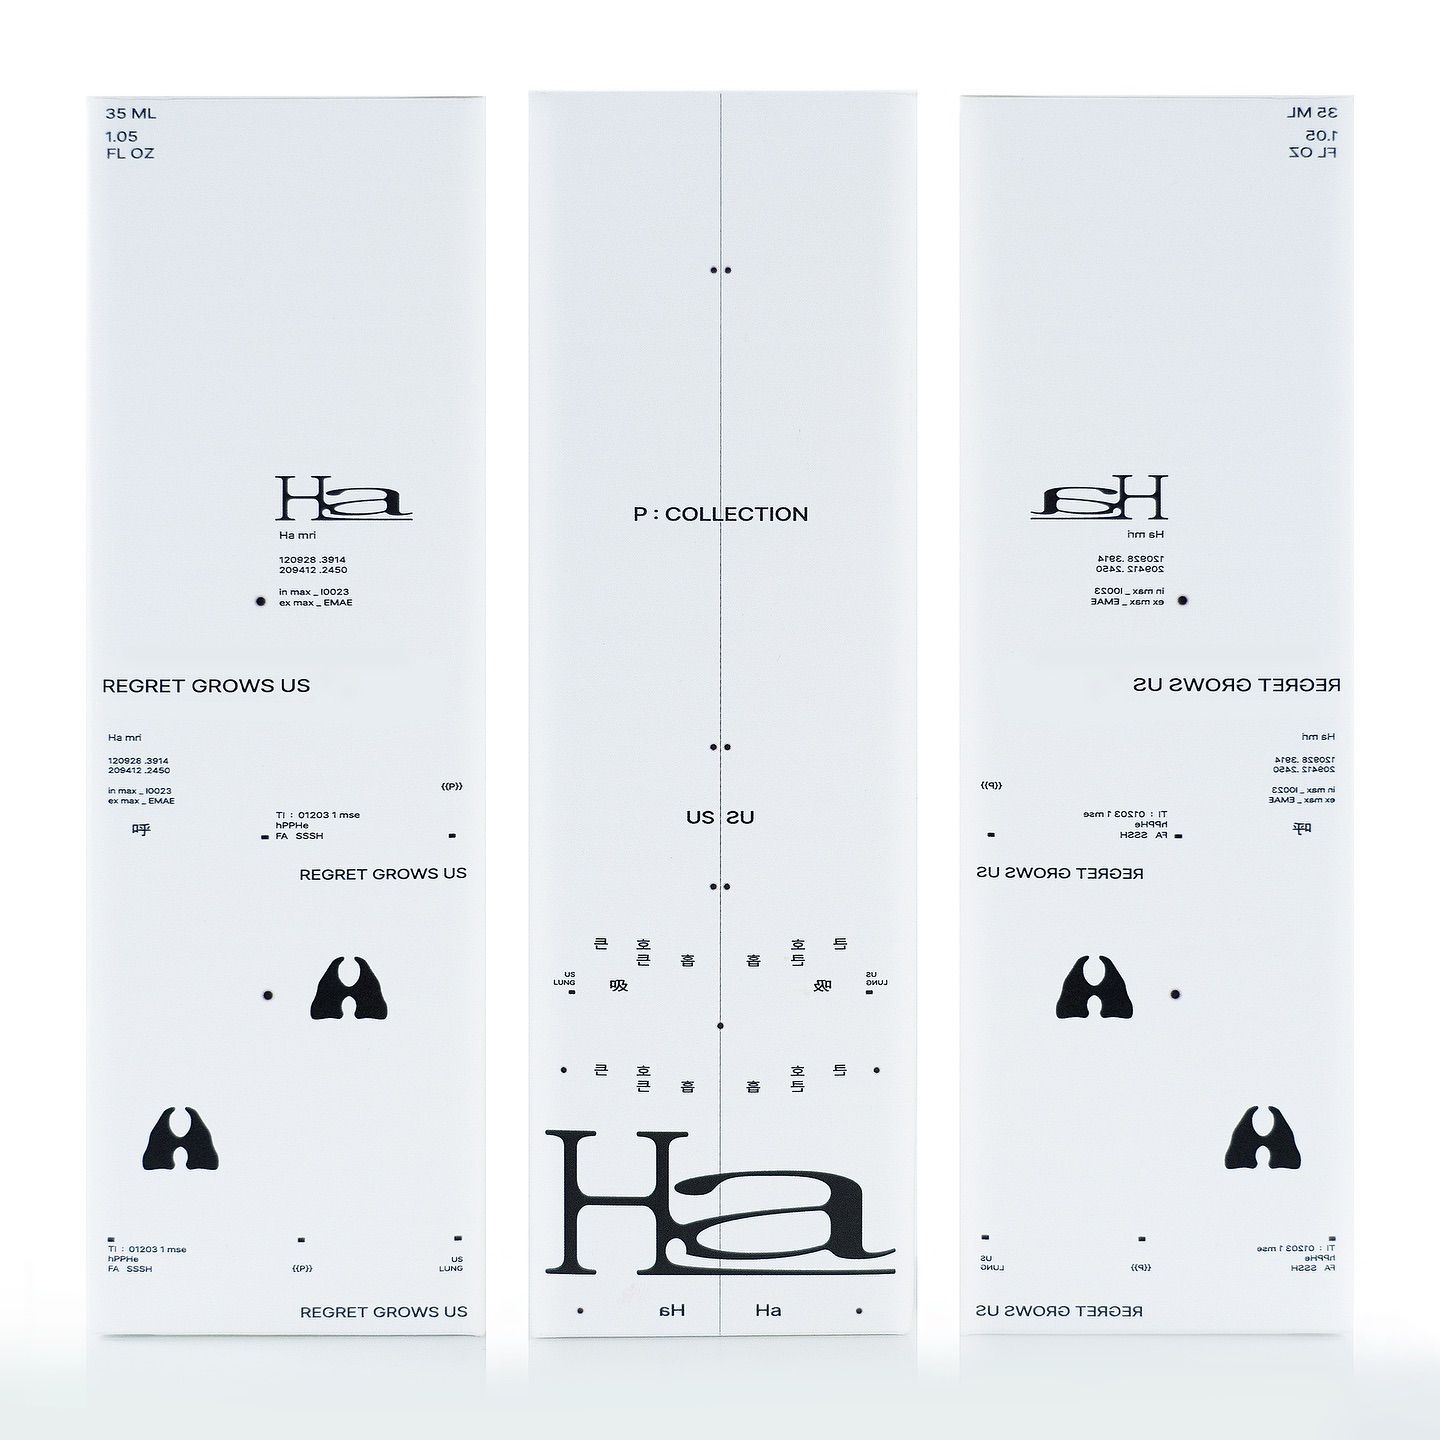 35 ML
1.05
FL OZ
Ha
Ha mri
120928 .3914
209412 .2450
in max _ I0023
ex max _ EMAE
REGRET GROWS US
Ha mri
120928 .3914
209412 .2450
in max _ I0023
ex max _ EMAE
呼
{{P}}
TI : 01203 1 mse
hPPHe
FA SSSH
REGRET GROWS US
TI : 01203 1 mse
hPPHe
FA SSSH
{{P}}
US
LUNG
REGRET GROWS US
P : COLLECTION
US US
큰 호 호 큰
큰 흡 흡 큰
US
LUNG
吸
吸
US
LUNG
큰 호 호 큰
큰 흡 흡 큰
Ha
Ha Ha
35 ML
1.05
FL OZ
Ha
Ha mri
120928 .3914
209412 .2450
in max _ I0023
ex max _ EMAE
REGRET GROWS US
Ha mri
120928 .3914
209412 .2450
in max _ I0023
ex max _ EMAE
呼
{{P}}
TI : 01203 1 mse
hPPHe
FA SSSH
REGRET GROWS US
US
LUNG
{{P}}
TI : 01203 1 mse
hPPHe
FA SSSH
REGRET GROWS US